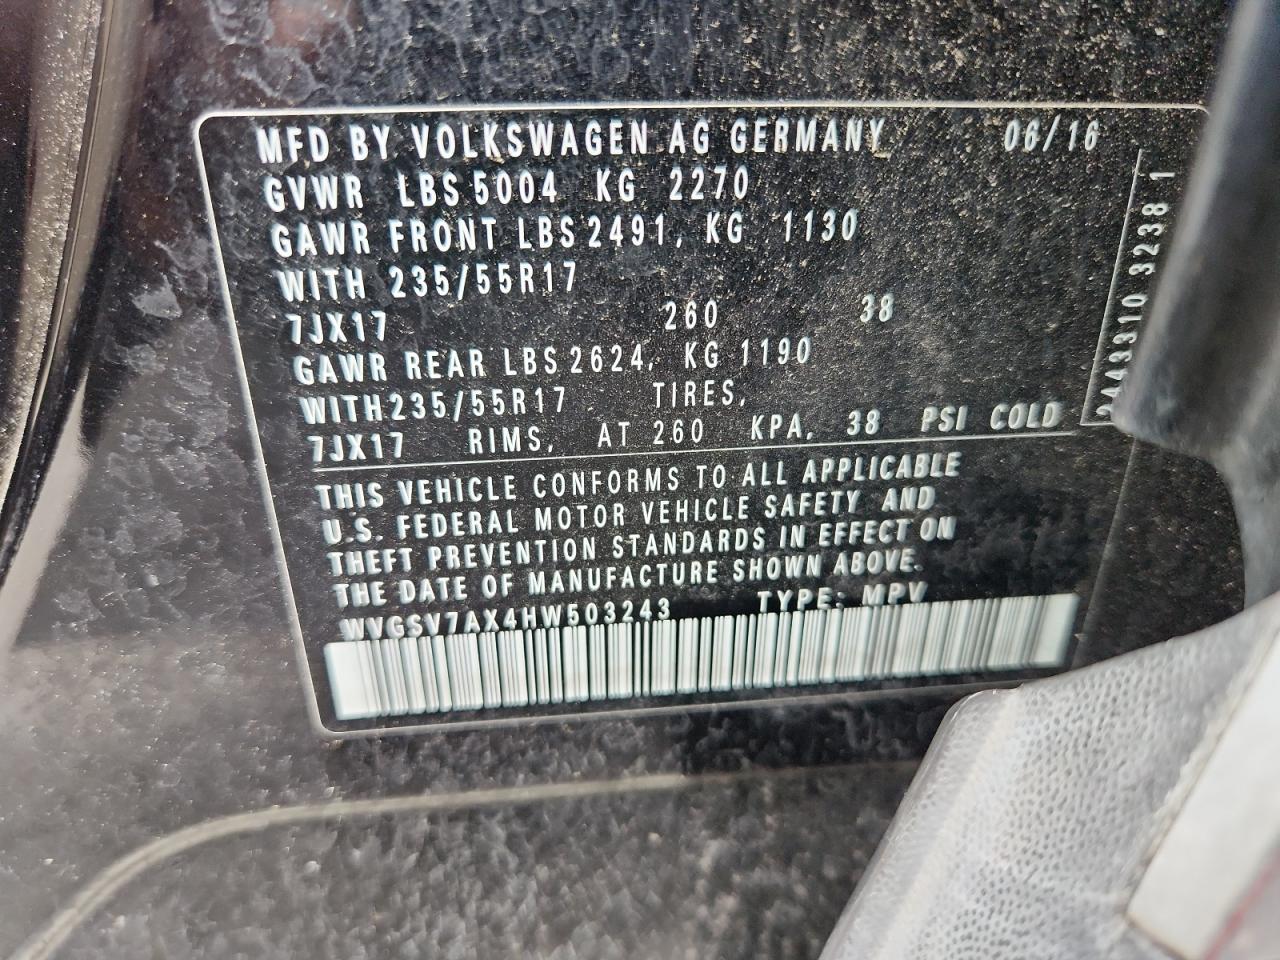 MFD BY VOLKSWAGEN AG GERMANY 06/16
GVWR LBS 5004 KG 2270
GAWR FRONT LBS 2491, KG 1130
WITH 235/55R17
7JX17 260 38
GAWR REAR LBS 2624, KG 1190
WITH 235/55R17 TIRES,
7JX17 RIMS, AT 260 KPA, 38 PSI COLD
THIS VEHICLE CONFORMS TO ALL APPLICABLE
U.S. FEDERAL MOTOR VEHICLE SAFETY AND
THEFT PREVENTION STANDARDS IN EFFECT ON
THE DATE OF MANUFACTURE SHOWN ABOVE.
WVGSV7AX4HW503243 TYPE: MPV
3238 1